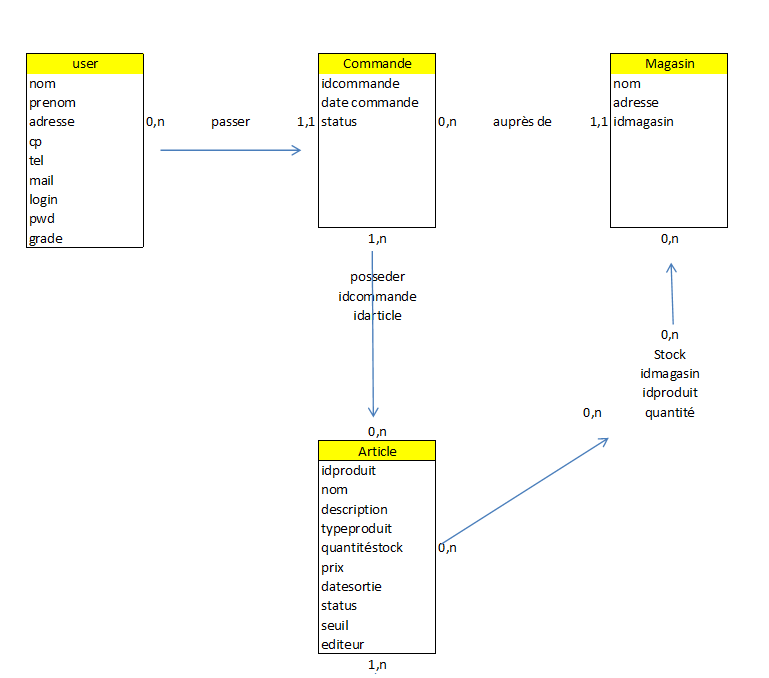 user
nom
prenom
adresse
cp
tel
mail
login
pwd
grade
0,n passer 1,1
Commande
idcommande
date commande
status
0,n auprès de 1,1
Magasin
nom
adresse
idmagasin
1,n
posseder
idcommande
idarticle
0,n
0,n
0,n
Stock
idmagasin
idproduit
quantité
0,n
Article
idproduit
nom
description
typeproduit
quantitéstock
prix
datesortie
status
seuil
editeur
0,n
1,n